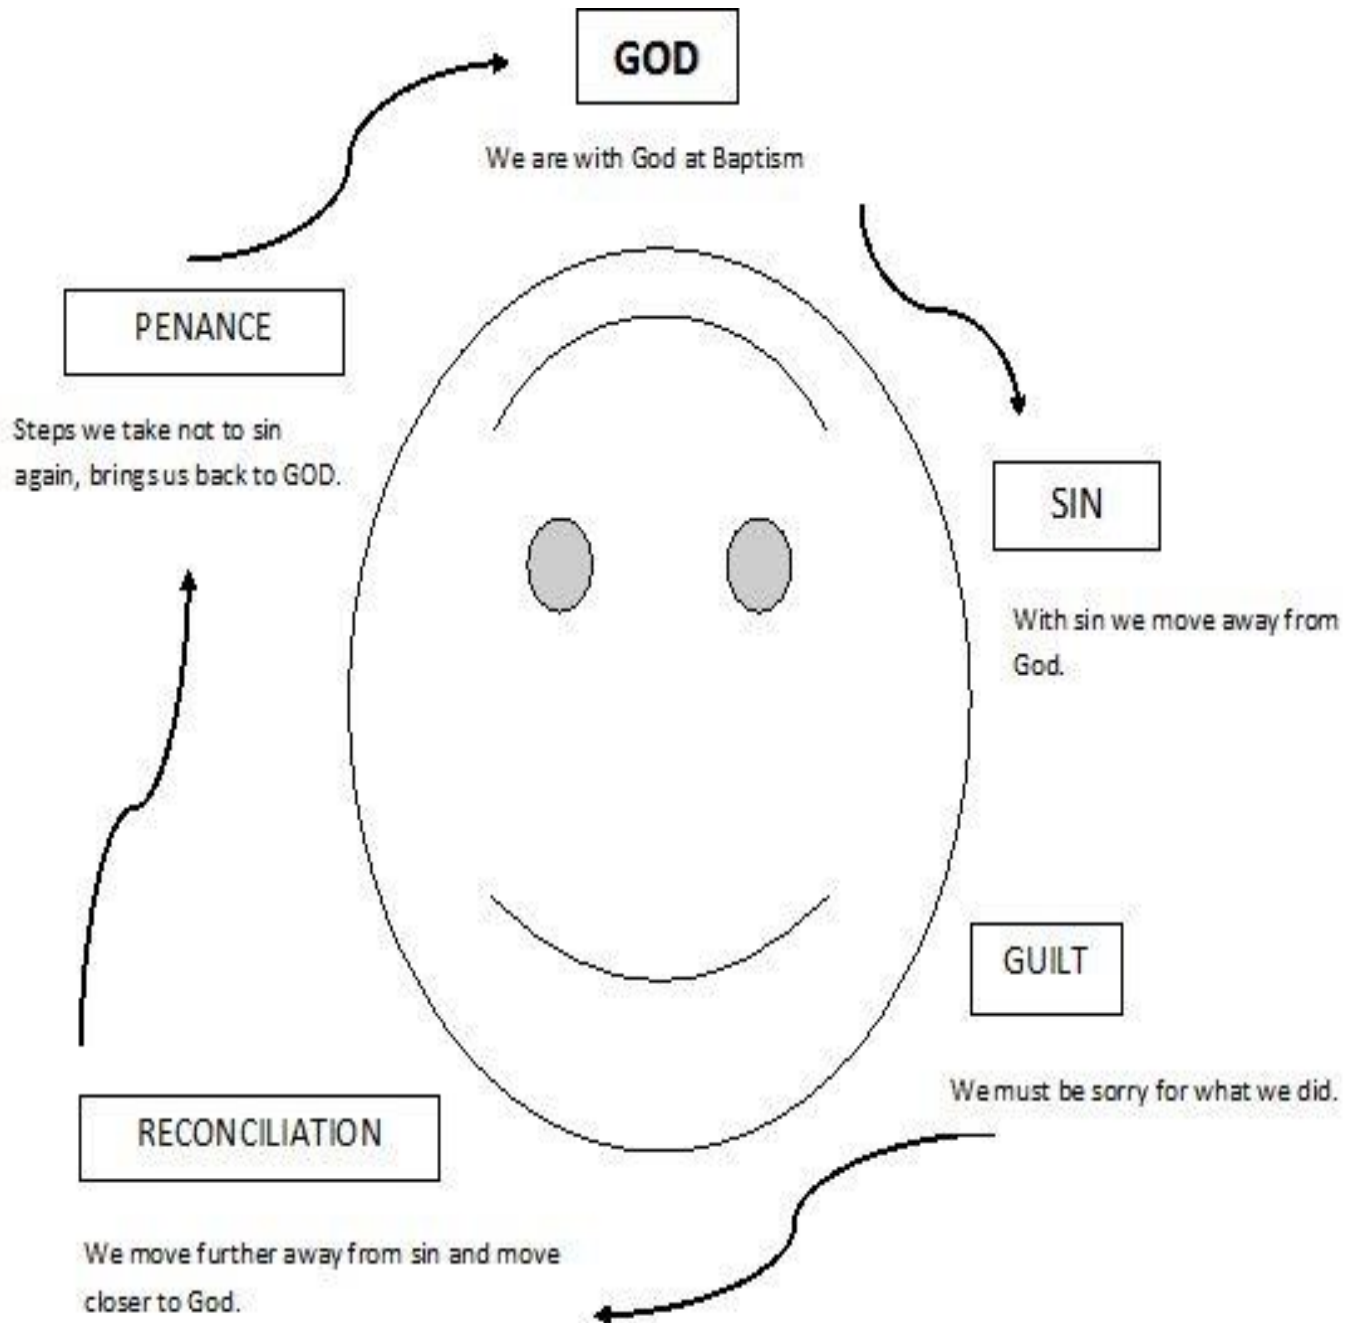 GOD
We are with God at Baptism
PENANCE
Steps we take not to sin
again, brings us back to GOD.
SIN
With sin we move away from
God.
GUILT
We must be sorry for what we did.
RECONCILIATION
We move further away from sin and move
closer to God.